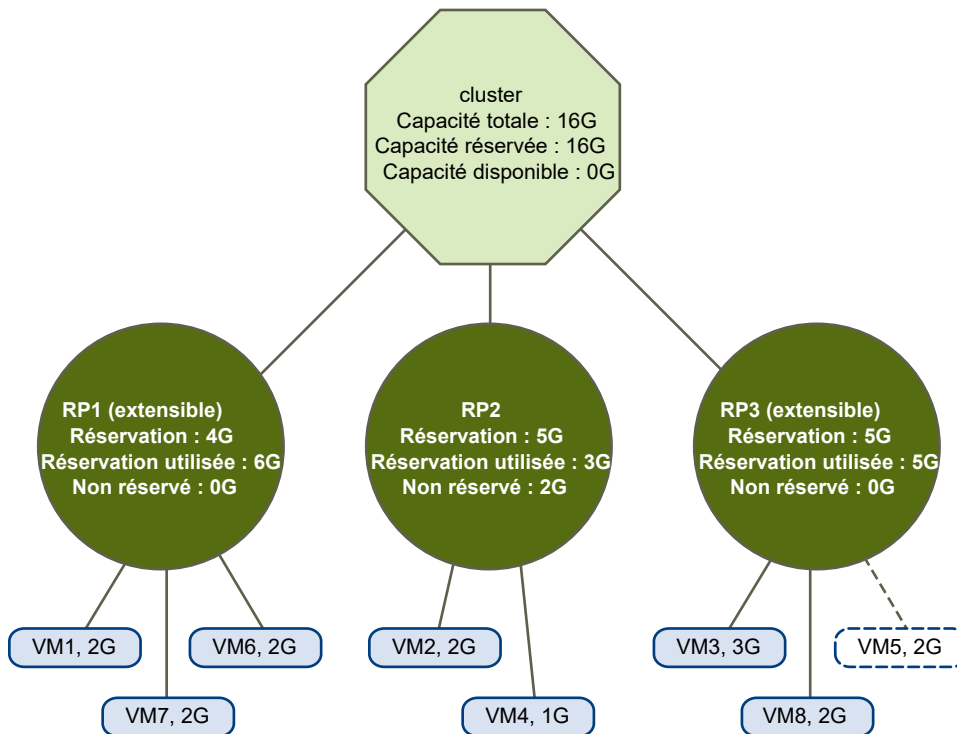 cluster
Capacité totale : 16G
Capacité réservée : 16G
Capacité disponible : 0G
RP1 (extensible)
Réservation : 4G
Réservation utilisée : 6G
Non réservé : 0G
RP2
Réservation : 5G
Réservation utilisée : 3G
Non réservé : 2G
RP3 (extensible)
Réservation : 5G
Réservation utilisée : 5G
Non réservé : 0G
VM1, 2G
VM6, 2G
VM2, 2G
VM3, 3G
VM5, 2G
VM7, 2G
VM4, 1G
VM8, 2G